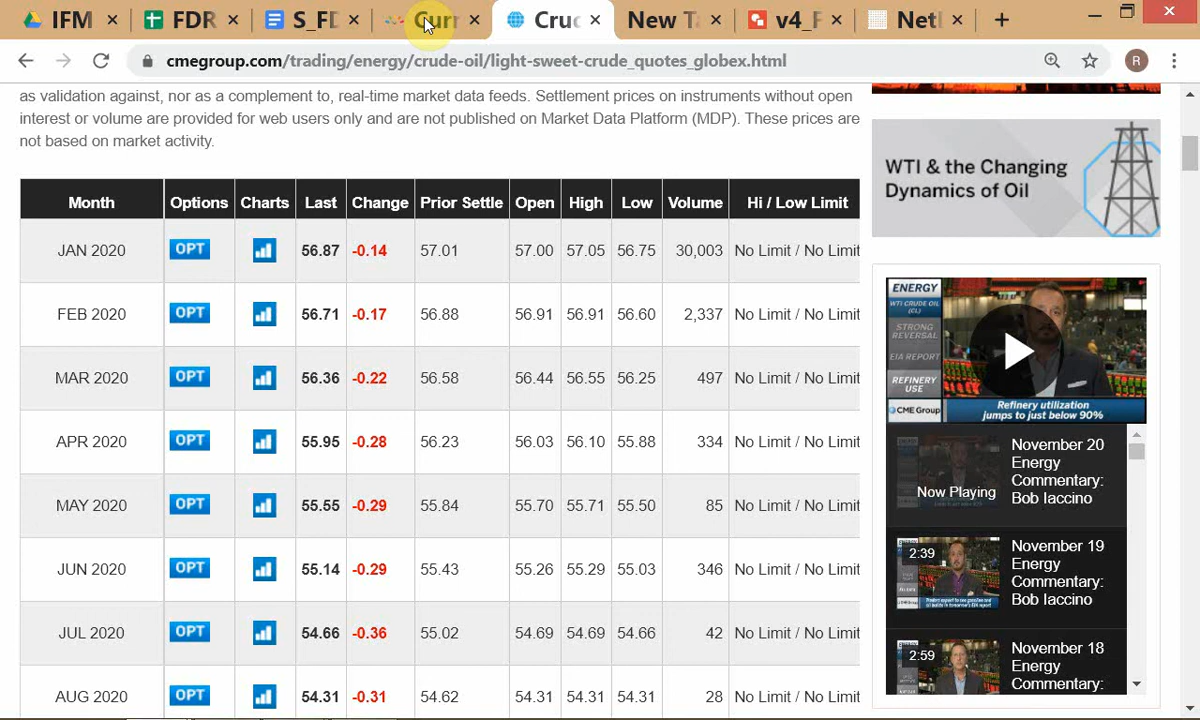 IFM
FDR
S_FD
Curr
Cruc
New Ta
v4_F
Netl
cmegroup.com/trading/energy/crude-oil/light-sweet-crude_quotes_globex.html
R
as validation against, nor as a complement to, real-time market data feeds. Settlement prices on instruments without open
interest or volume are provided for web users only and are not published on Market Data Platform (MDP). These prices are
not based on market activity.
Month Options Charts Last Change Prior Settle Open High Low Volume Hi / Low Limit
JAN 2020 OPT 56.87 -0.14 57.01 57.00 57.05 56.75 30,003 No Limit / No Limit
FEB 2020 OPT 56.71 -0.17 56.88 56.91 56.91 56.60 2,337 No Limit / No Limit
MAR 2020 OPT 56.36 -0.22 56.58 56.44 56.55 56.25 497 No Limit / No Limit
APR 2020 OPT 55.95 -0.28 56.23 56.03 56.10 55.88 334 No Limit / No Limit
MAY 2020 OPT 55.55 -0.29 55.84 55.70 55.71 55.50 85 No Limit / No Limit
JUN 2020 OPT 55.14 -0.29 55.43 55.26 55.29 55.03 346 No Limit / No Limit
JUL 2020 OPT 54.66 -0.36 55.02 54.69 54.69 54.66 42 No Limit / No Limit
AUG 2020 OPT 54.31 -0.31 54.62 54.31 54.31 54.31 28 No Limit / No Limit
WTI & the Changing
Dynamics of Oil
ENERGY
WTI CRUDE OIL
(CL)
STRONG
REVERSAL
EIA REPORT
REFINERY
USE
CME Group
Refinery utilization
jumps to just below 90%
Now Playing
November 20
Energy
Commentary:
Bob Iaccino
2:39
November 19
Energy
Commentary:
Bob Iaccino
2:59
November 18
Energy
Commentary: